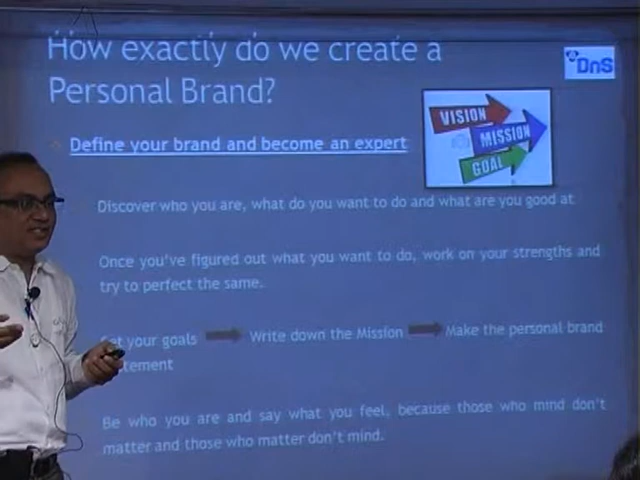 How exactly do we create a
Personal Brand?
DnS
VISION
MISSION
GOAL
Define your brand and become an expert
Discover who you are, what do you want to do and what are you good at
Once you've figured out what you want to do, work on your strengths and
try to perfect the same.
your goals Write down the Mission Make the personal brand
tement
Be who you are and say what you feel, because those who mind don't
matter and those who matter don't mind.